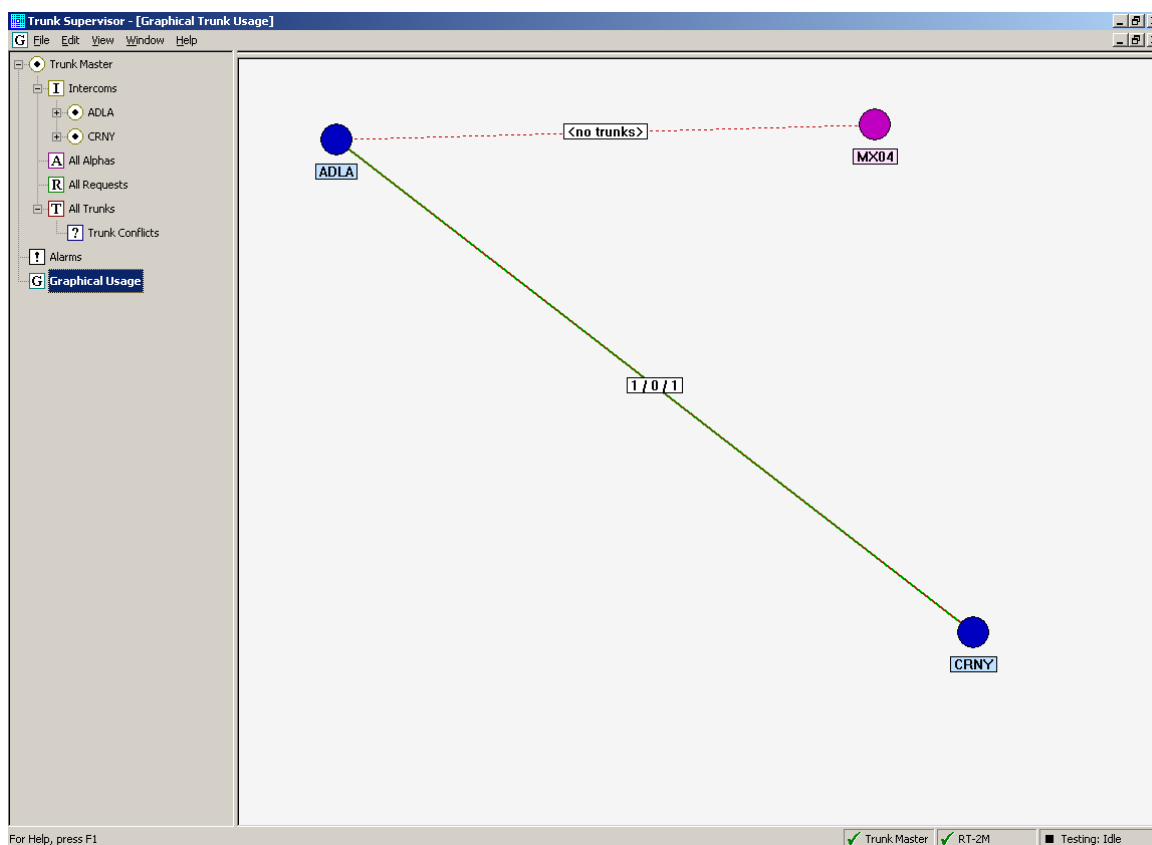 Trunk Supervisor - [Graphical Trunk Usage]
G File Edit View Window Help
Trunk Master
I Intercoms
ADLA
CRNY
A All Alphas
R All Requests
T All Trunks
? Trunk Conflicts
! Alarms
G Graphical Usage
<no trunks>
ADLA
MX04
1 / 0 / 1
CRNY
For Help, press F1
Trunk Master
RT-2M
Testing: Idle